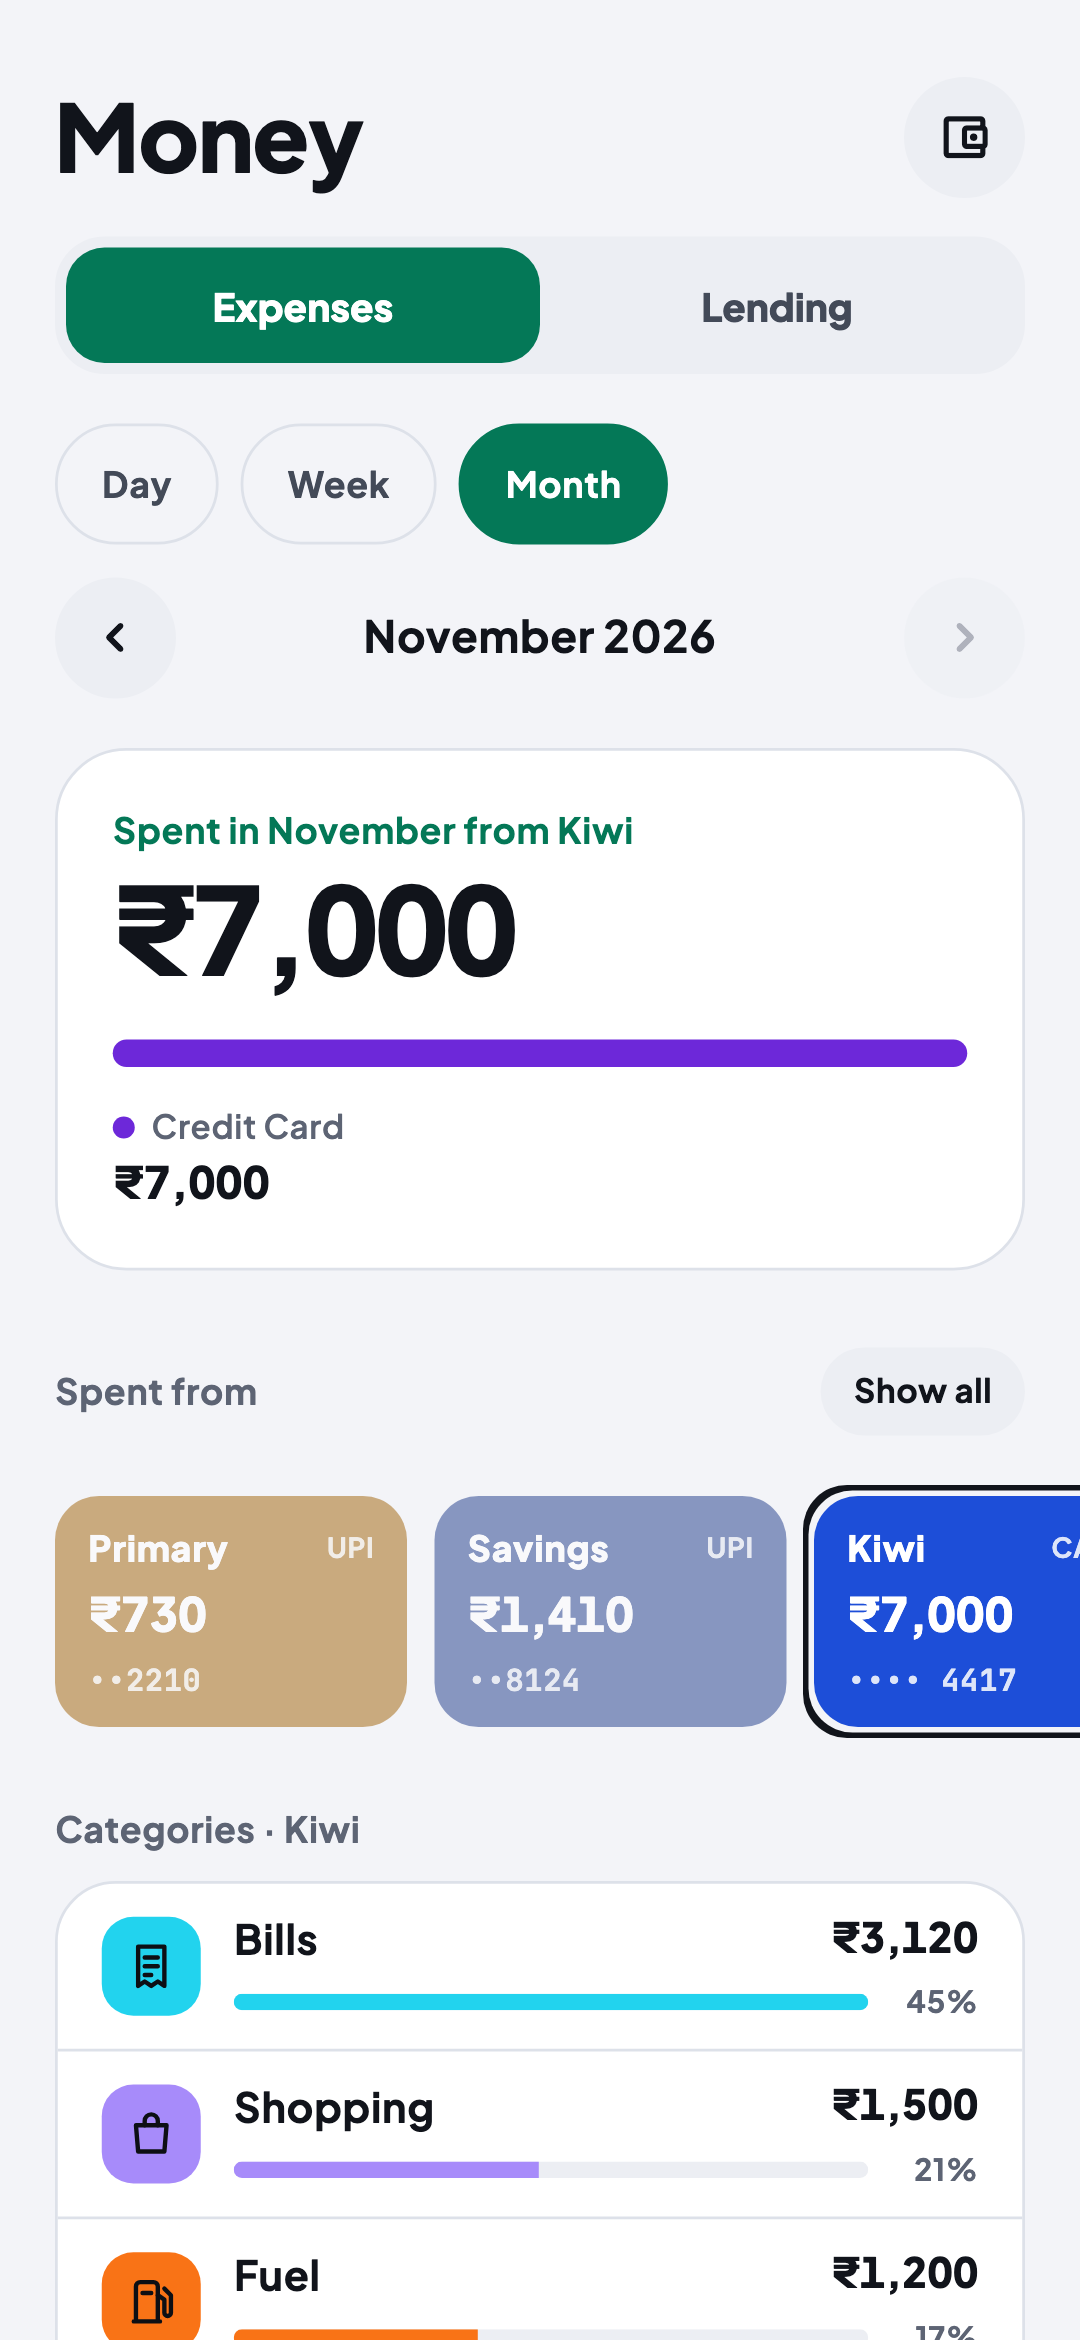 Money
Expenses
Lending
Day
Week
Month
November 2026
Spent in November from Kiwi
₹7,000
Credit Card
₹7,000
Spent from
Show all
Primary UPI
₹730
••2210
Savings UPI
₹1,410
••8124
Kiwi
₹7,000
•••• 4417
Categories · Kiwi
Bills ₹3,120
45%
Shopping ₹1,500
21%
Fuel ₹1,200
17%